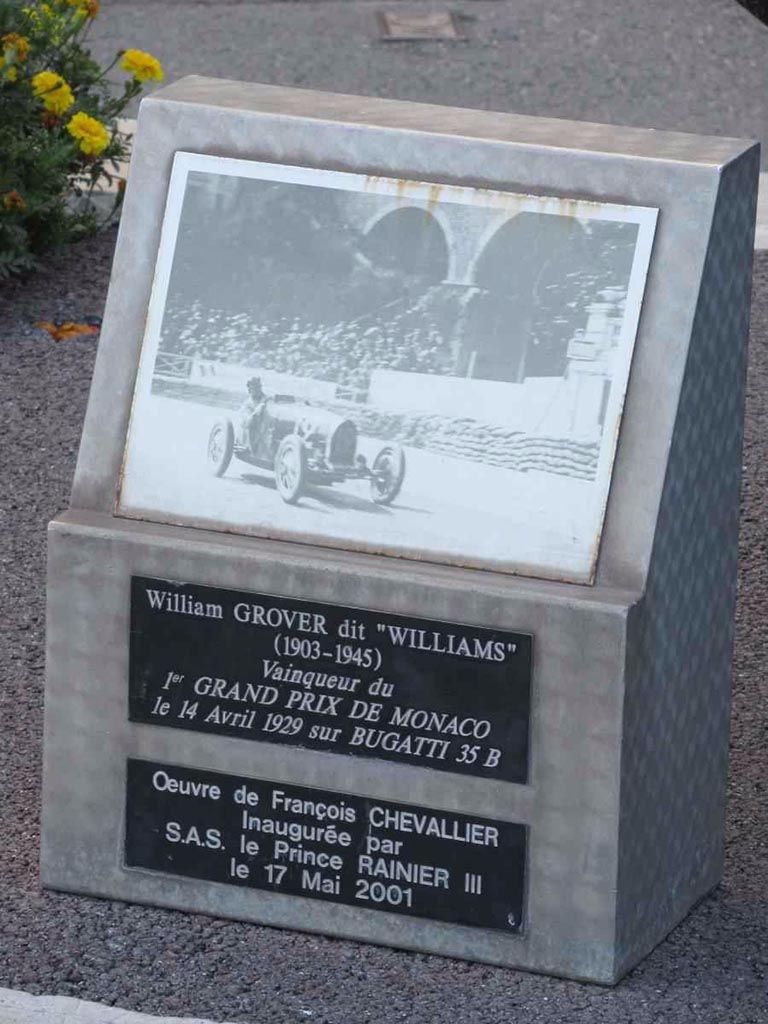 William GROVER dit "WILLIAMS"
(1903-1945)
Vainqueur du
1er GRAND PRIX DE MONACO
le 14 Avril 1929 sur BUGATTI 35 B
Oeuvre de François CHEVALLIER
Inaugurée par
S.A.S. le Prince RAINIER III
le 17 Mai 2001